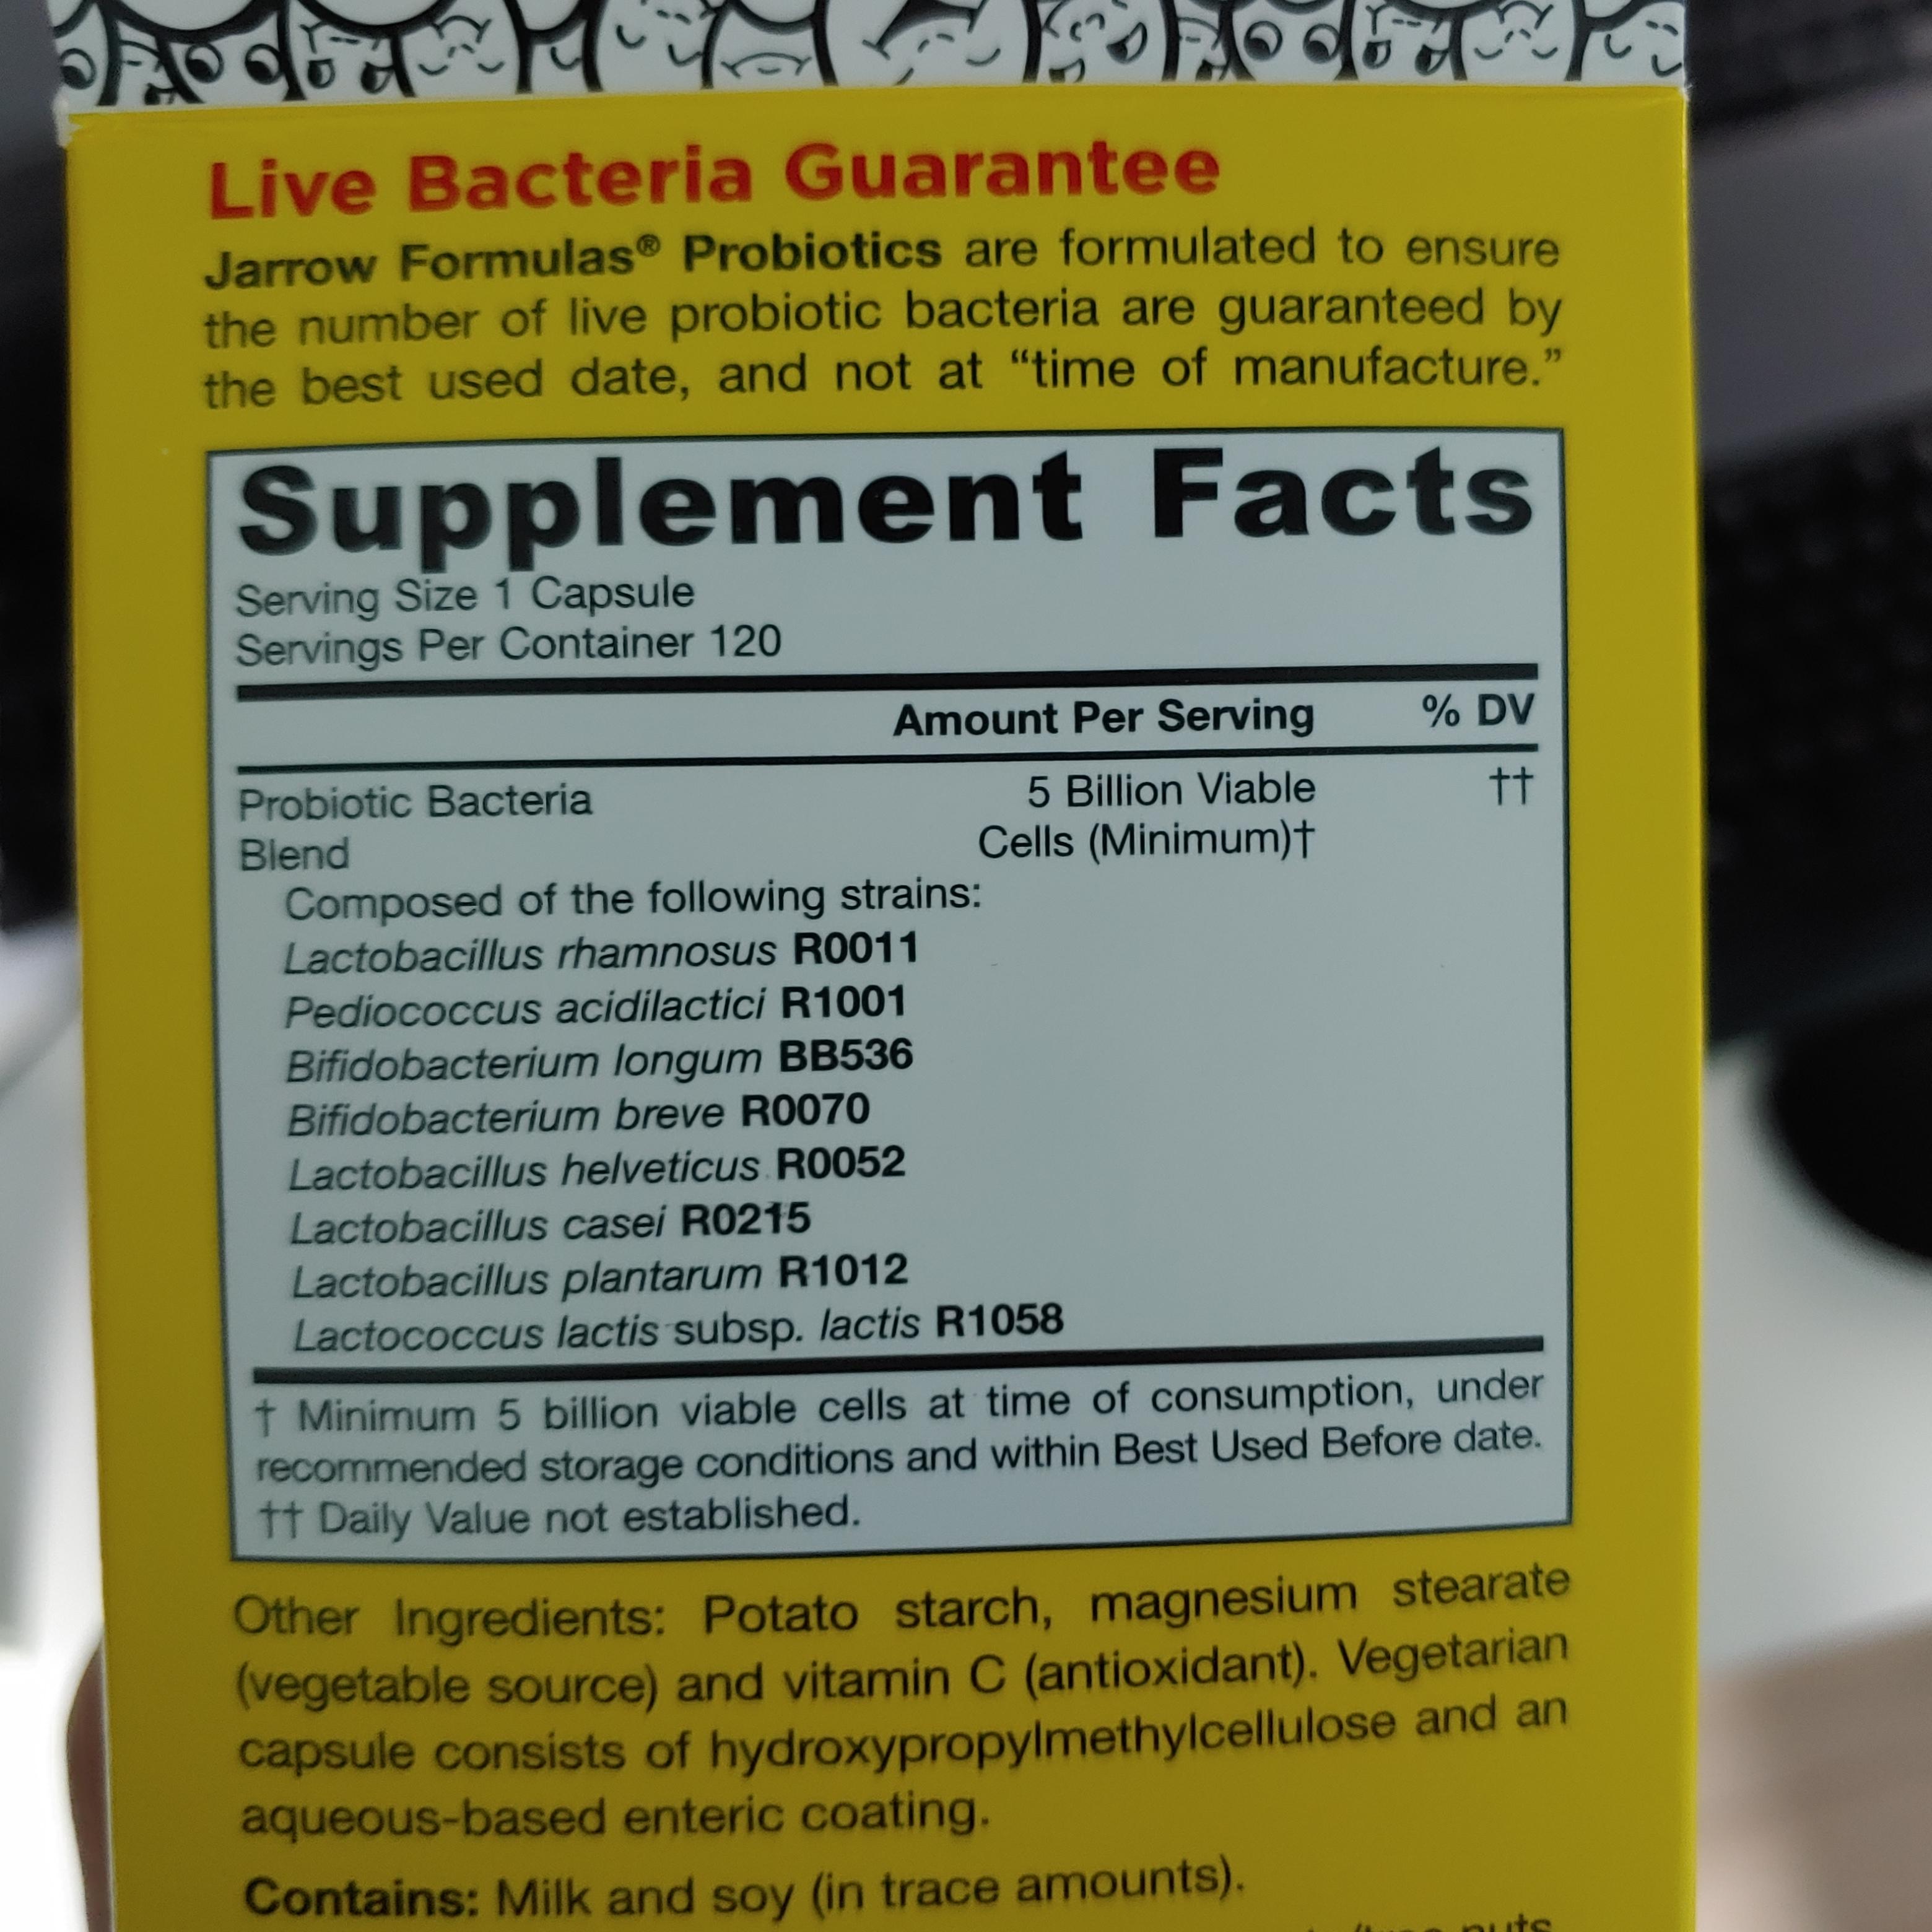 Live Bacteria Guarantee
Jarrow Formulas® Probiotics are formulated to ensure
the number of live probiotic bacteria are guaranteed by
the best used date, and not at “time of manufacture.”
Supplement Facts
Serving Size 1 Capsule
Servings Per Container 120
Amount Per Serving % DV
Probiotic Bacteria 5 Billion Viable ††
Blend Cells (Minimum)†
Composed of the following strains:
Lactobacillus rhamnosus R0011
Pediococcus acidilactici R1001
Bifidobacterium longum BB536
Bifidobacterium breve R0070
Lactobacillus helveticus R0052
Lactobacillus casei R0215
Lactobacillus plantarum R1012
Lactococcus lactis subsp. lactis R1058
† Minimum 5 billion viable cells at time of consumption, under
recommended storage conditions and within Best Used Before date.
†† Daily Value not established.
Other Ingredients: Potato starch, magnesium stearate
(vegetable source) and vitamin C (antioxidant). Vegetarian
capsule consists of hydroxypropylmethylcellulose and an
aqueous-based enteric coating.
Contains: Milk and soy (in trace amounts).
nuts